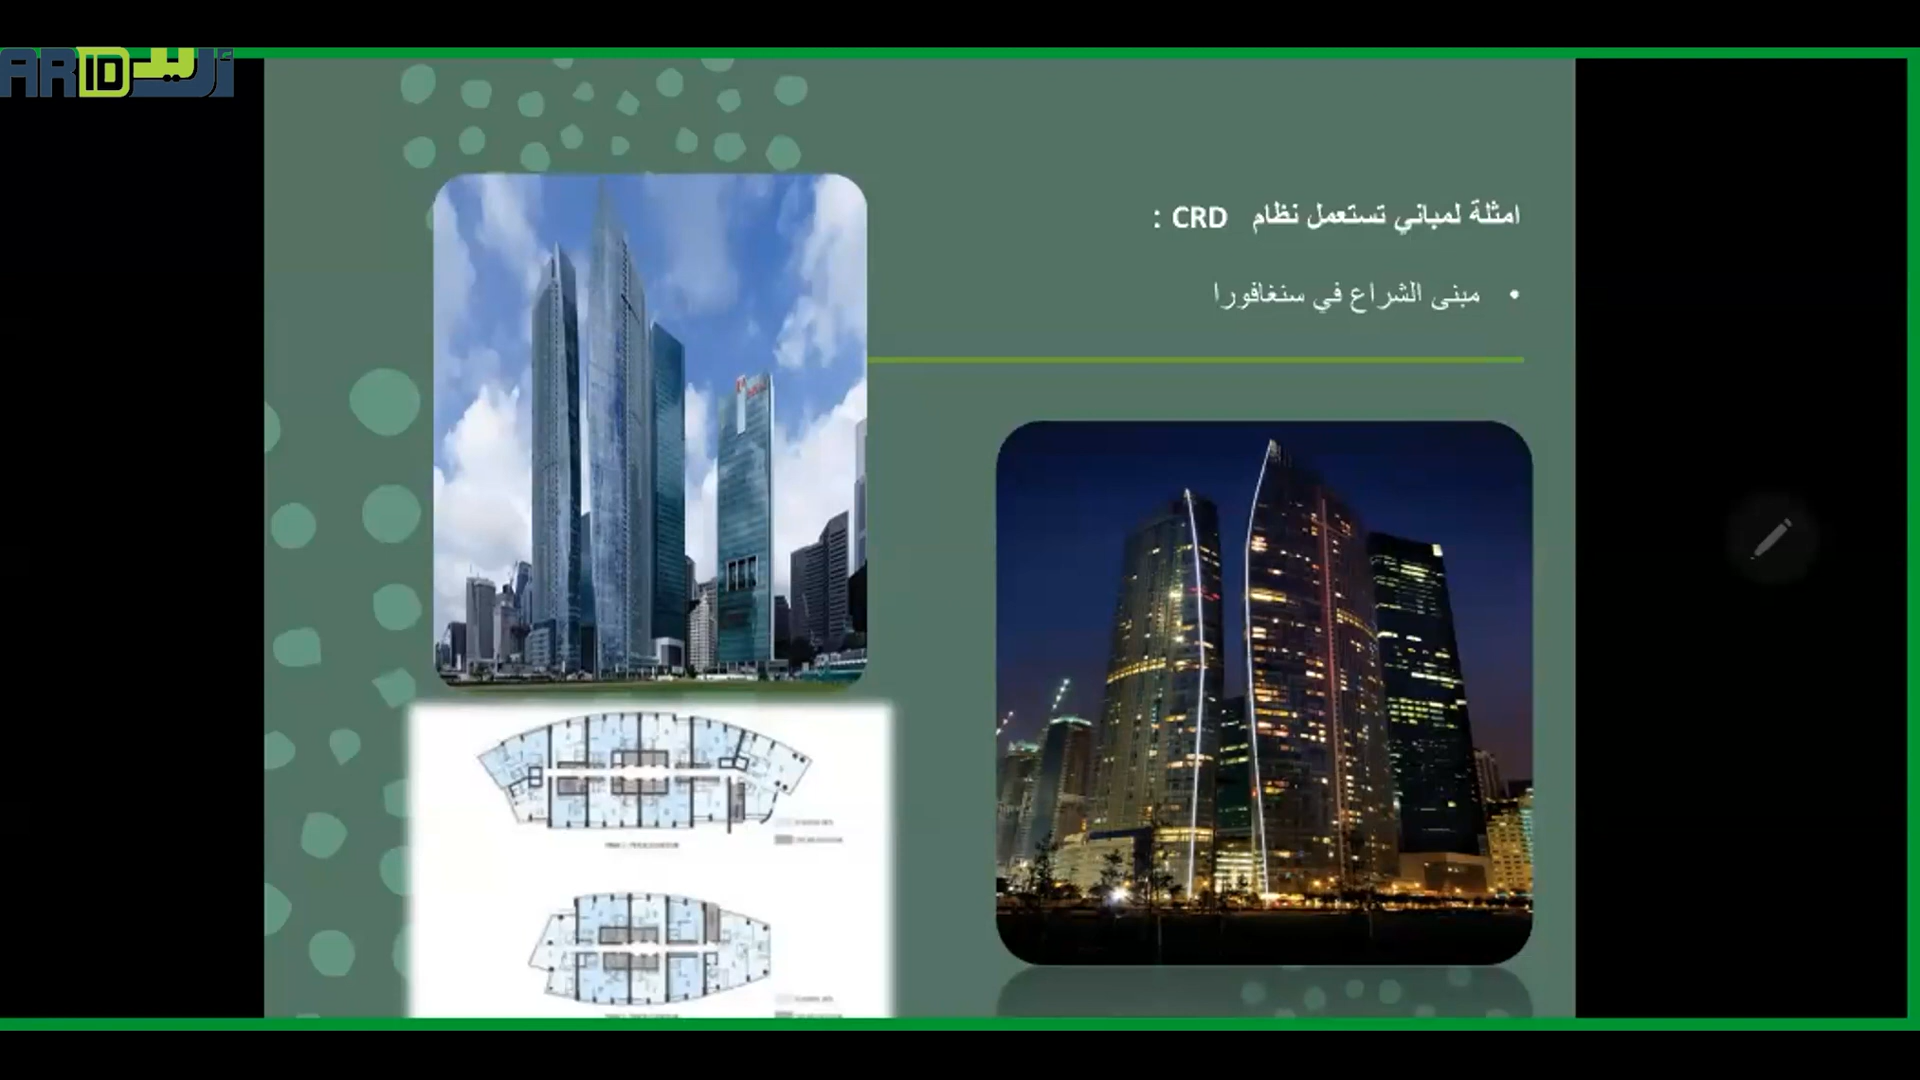 ARID أريد
امثلة لمباني تستعمل نظام CRD :
• مبنى الشراع في سنغافورا